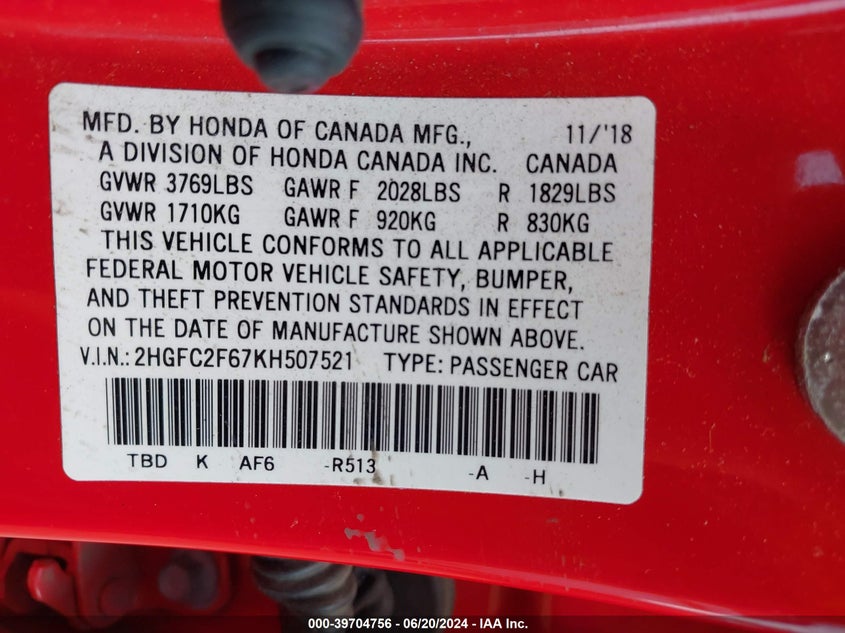 MFD. BY HONDA OF CANADA MFG., 11/'18
A DIVISION OF HONDA CANADA INC. CANADA
GVWR 3769LBS GAWR F 2028LBS R 1829LBS
GVWR 1710KG GAWR F 920KG R 830KG
THIS VEHICLE CONFORMS TO ALL APPLICABLE
FEDERAL MOTOR VEHICLE SAFETY, BUMPER,
AND THEFT PREVENTION STANDARDS IN EFFECT
ON THE DATE OF MANUFACTURE SHOWN ABOVE.
V.I.N.: 2HGFC2F67KH507521 TYPE: PASSENGER CAR
TBD K AF6 -R513 -A -H
000-39704756 - 06/20/2024 - IAA Inc.